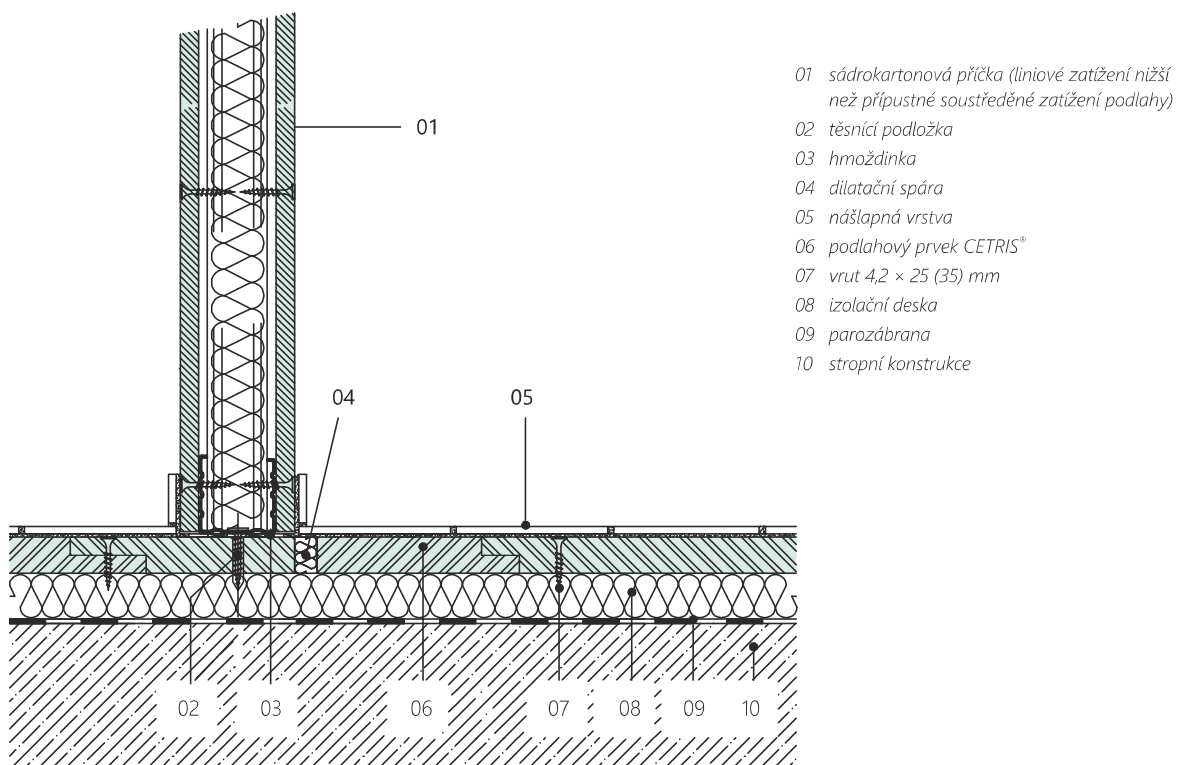 01 sádrokartonová příčka (liniové zatížení nižší
než přípustné soustředěné zatížení podlahy)
02 těsnící podložka
03 hmoždinka
04 dilatační spára
05 nášlapná vrstva
06 podlahový prvek CETRIS®
07 vrut 4,2 × 25 (35) mm
08 izolační deska
09 parozábrana
10 stropní konstrukce
01
04 05
02 03 06 07 08 09 10